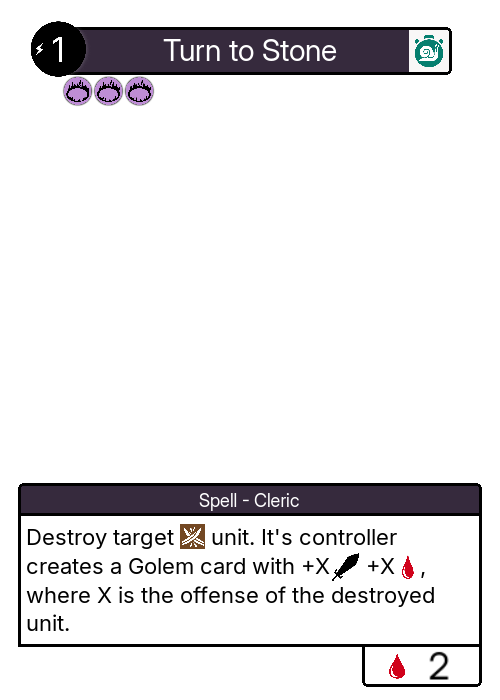 1 Turn to Stone
Spell - Cleric
Destroy target unit. It's controller
creates a Golem card with +X +X ,
where X is the offense of the destroyed
unit.
2